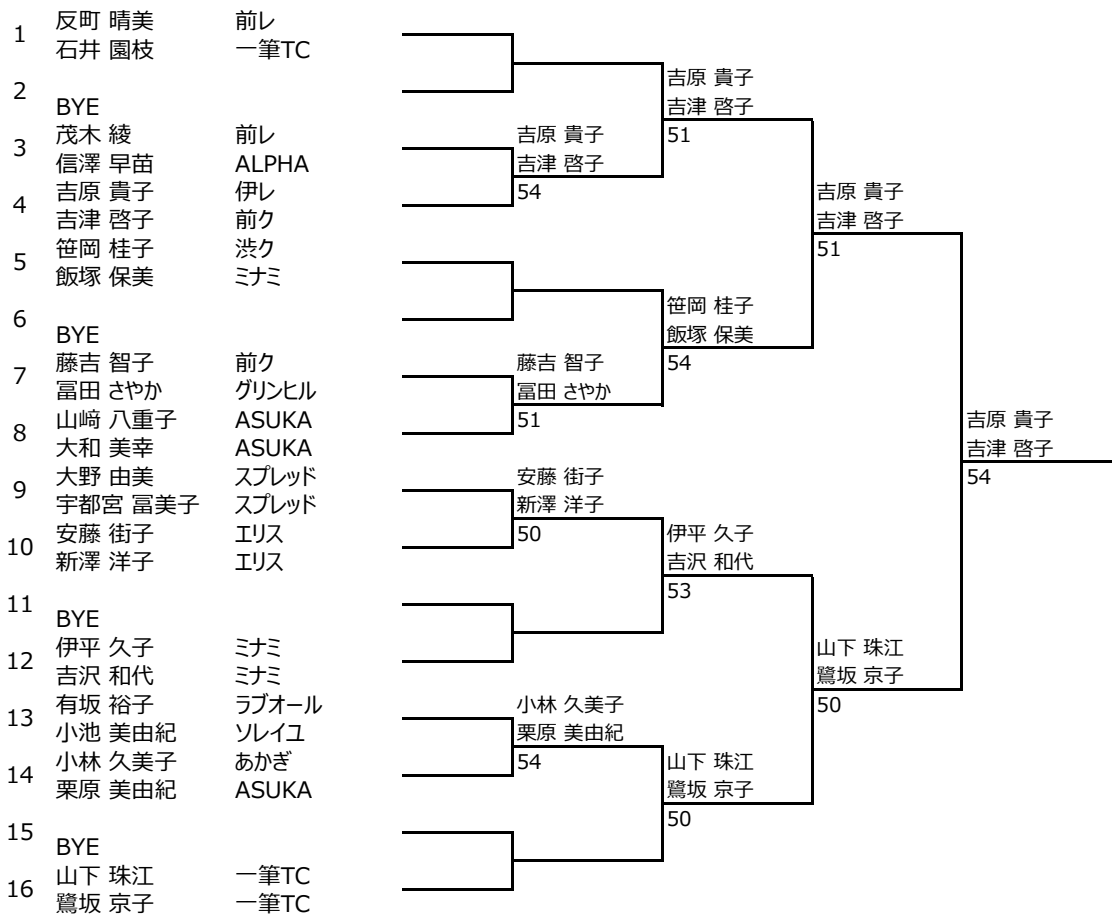 1
反町 晴美 前レ
石井 園枝 一筆TC
2
BYE
3
茂木 綾 前レ
信澤 早苗 ALPHA
4
吉原 貴子 伊レ
吉津 啓子 前ク
5
笹岡 桂子 渋ク
飯塚 保美 ミナミ
6
BYE
7
藤吉 智子 前ク
冨田 さやか グリンヒル
8
山﨑 八重子 ASUKA
大和 美幸 ASUKA
9
大野 由美 スプレッド
宇都宮 冨美子 スプレッド
10
安藤 街子 エリス
新澤 洋子 エリス
11
BYE
12
伊平 久子 ミナミ
吉沢 和代 ミナミ
13
有坂 裕子 ラブオール
小池 美由紀 ソレイユ
14
小林 久美子 あかぎ
栗原 美由紀 ASUKA
15
BYE
16
山下 珠江 一筆TC
鷺坂 京子 一筆TC
吉原 貴子
吉津 啓子
54
藤吉 智子
冨田 さやか
51
安藤 街子
新澤 洋子
50
小林 久美子
栗原 美由紀
54
吉原 貴子
吉津 啓子
51
笹岡 桂子
飯塚 保美
54
伊平 久子
吉沢 和代
53
山下 珠江
鷺坂 京子
50
吉原 貴子
吉津 啓子
51
山下 珠江
鷺坂 京子
50
吉原 貴子
吉津 啓子
54